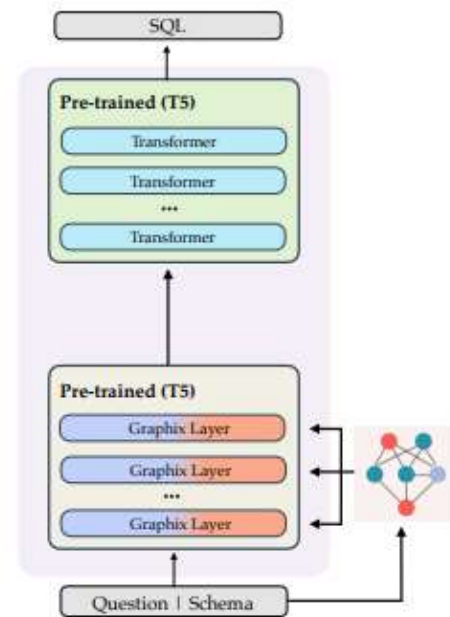 SQL
Pre-trained (T5)
Transformer
Transformer
...
Transformer
Pre-trained (T5)
Graphix Layer
Graphix Layer
...
Graphix Layer
Question | Schema